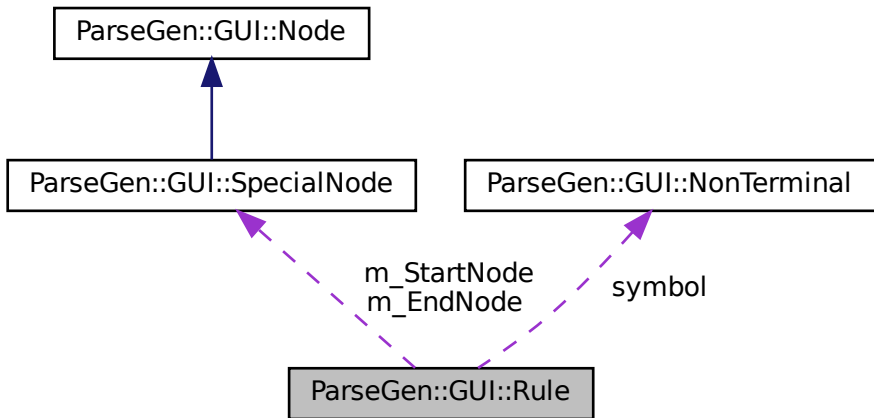 ParseGen::GUI::Node
ParseGen::GUI::SpecialNode
ParseGen::GUI::NonTerminal
m_StartNode
m_EndNode
symbol
ParseGen::GUI::Rule